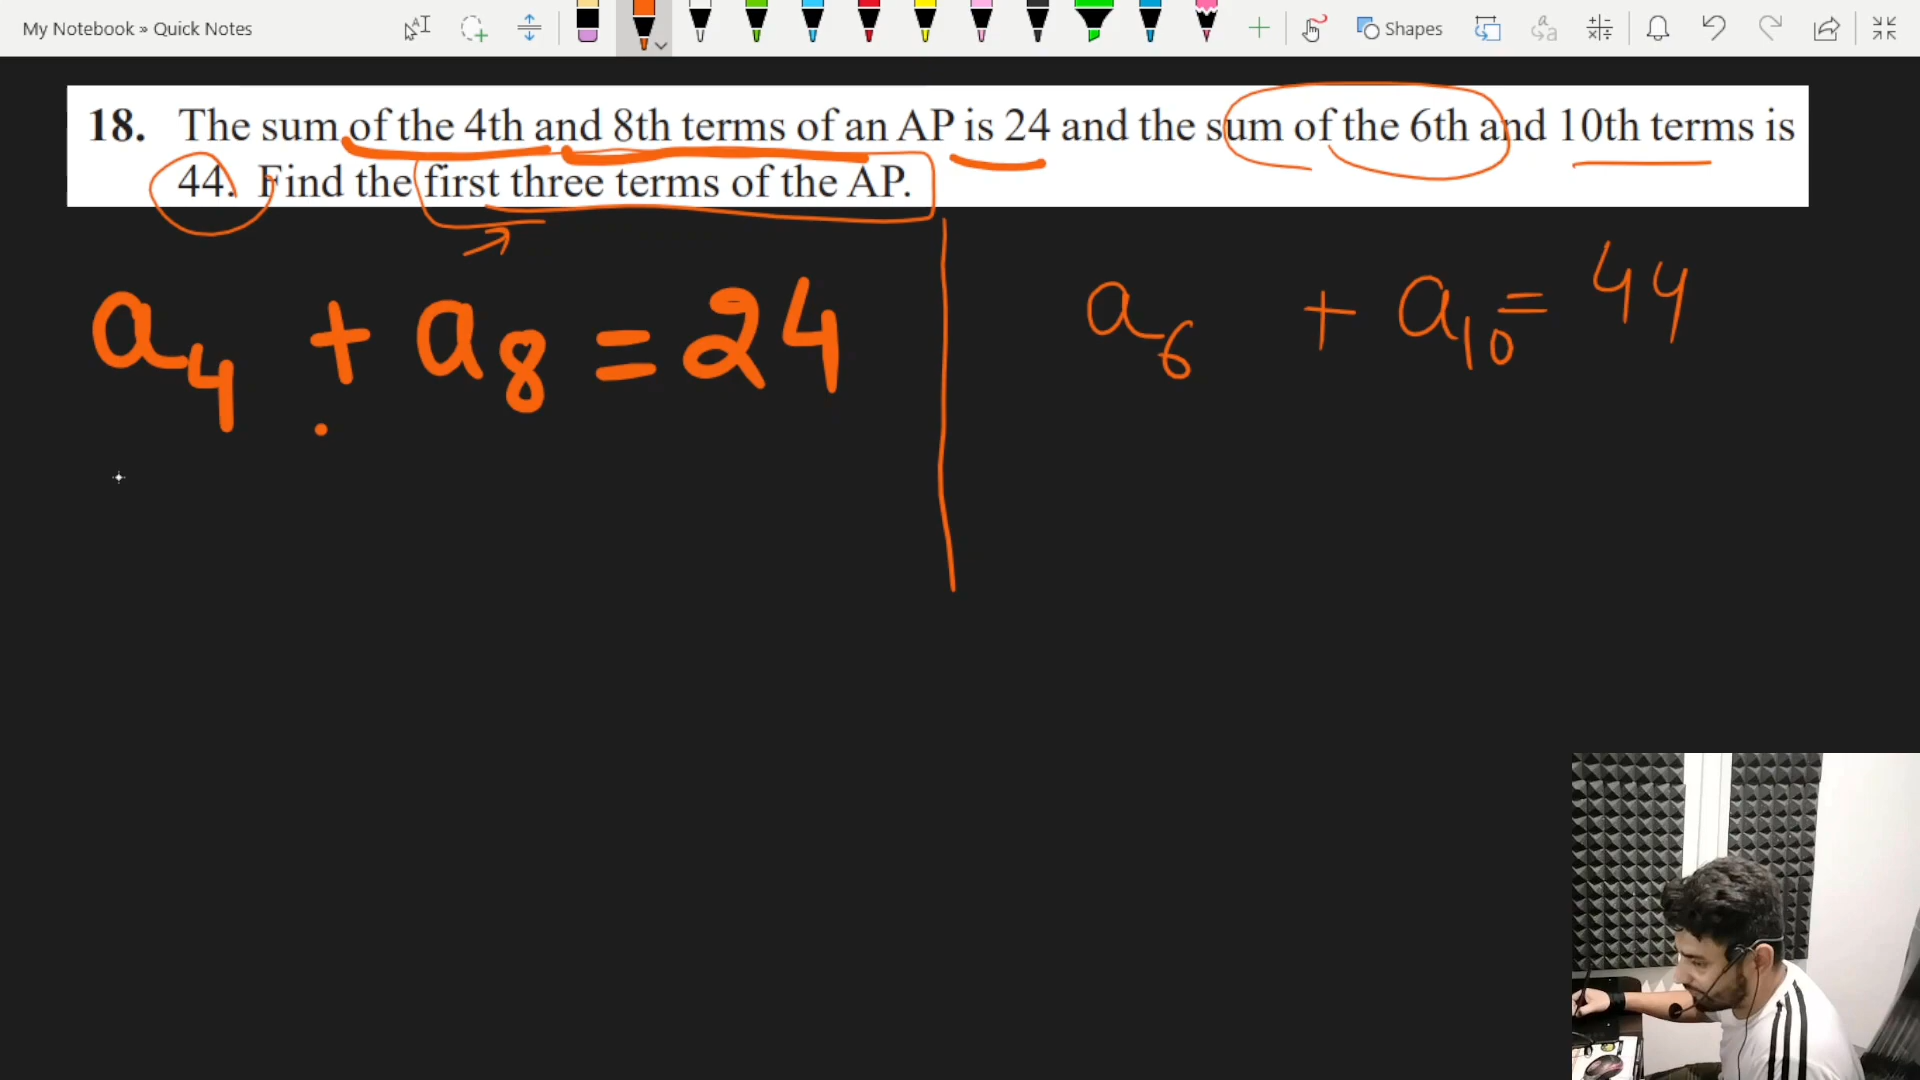 My Notebook » Quick Notes
Shapes
18. The sum of the 4th and 8th terms of an AP is 24 and the sum of the 6th and 10th terms is
44. Find the first three terms of the AP.
a₄ + a₈ = 24
a₆ + a₁₀ = 44